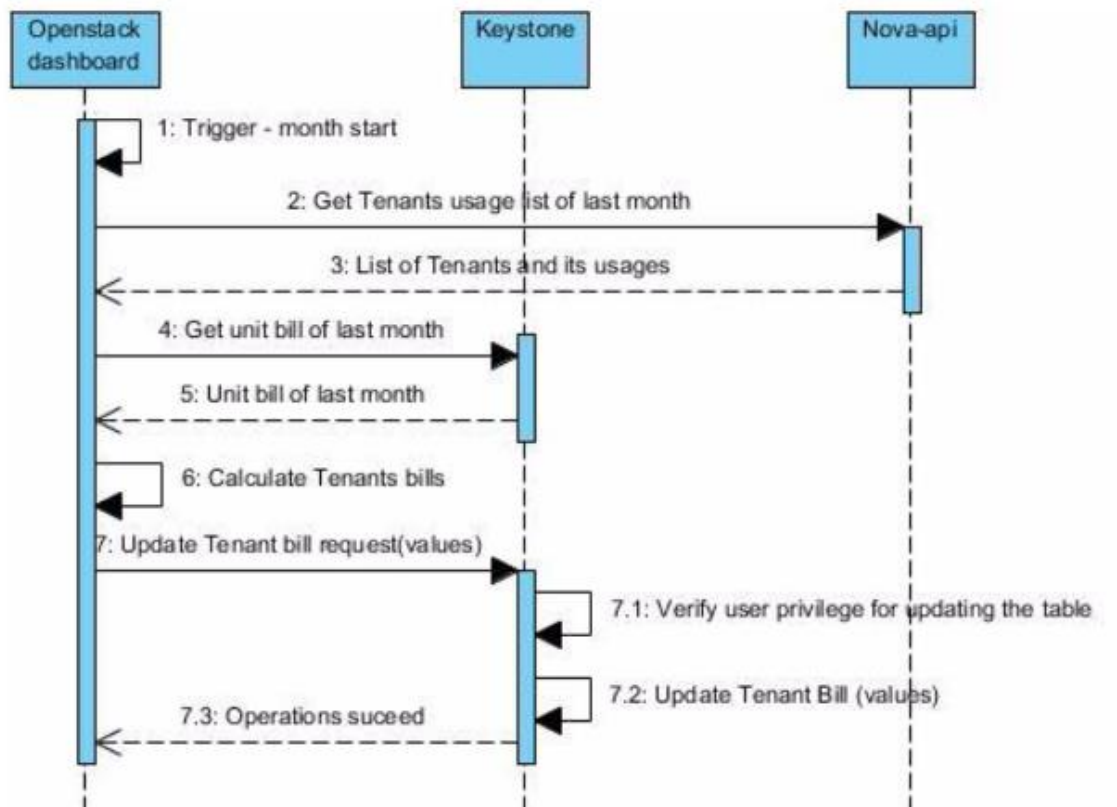 Openstack
dashboard
Keystone
Nova-api
1: Trigger - month start
2: Get Tenants usage list of last month
3: List of Tenants and its usages
4: Get unit bill of last month
5: Unit bill of last month
6: Calculate Tenants bills
7: Update Tenant bill request(values)
7.1: Verify user privilege for updating the table
7.2: Update Tenant Bill (values)
7.3: Operations suceed